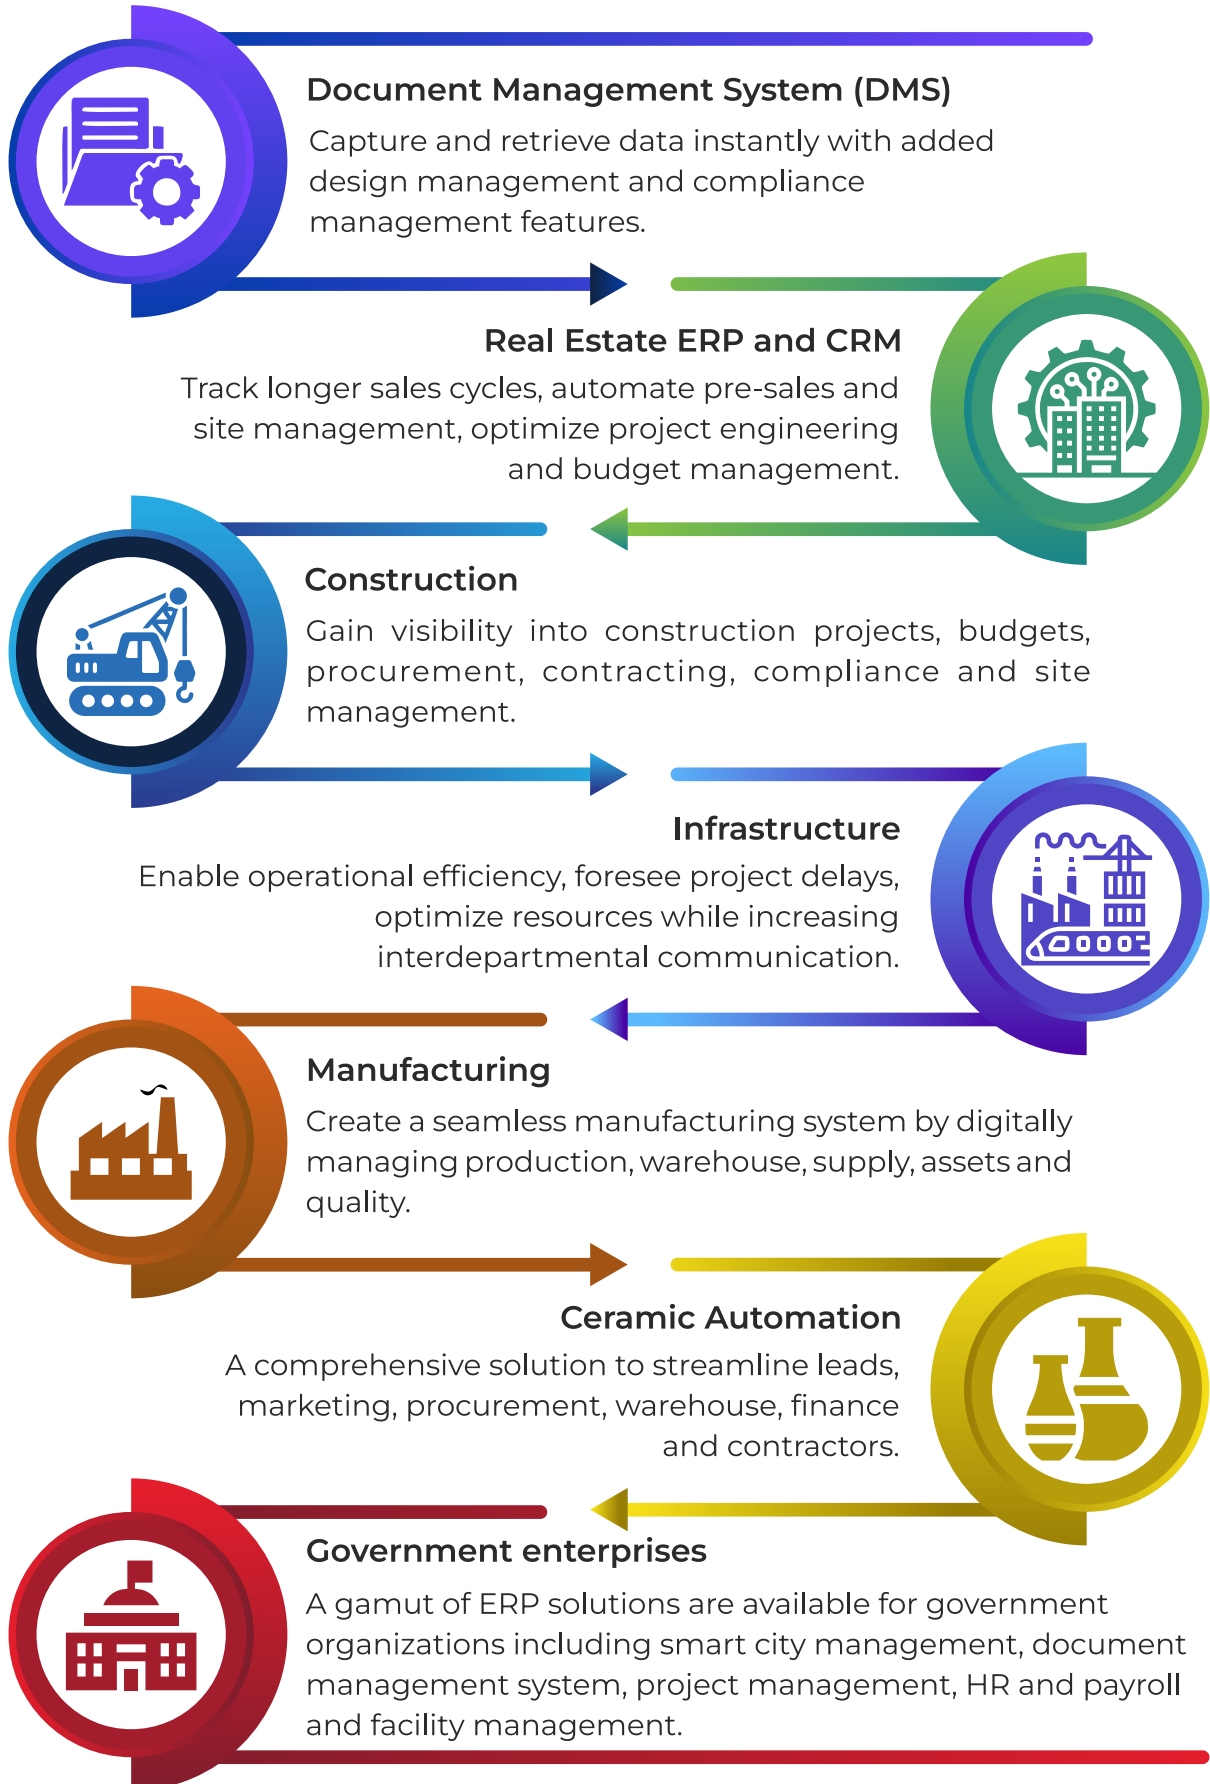 Document Management System (DMS)
Capture and retrieve data instantly with added
design management and compliance
management features.
Real Estate ERP and CRM
Track longer sales cycles, automate pre-sales and
site management, optimize project engineering
and budget management.
Construction
Gain visibility into construction projects, budgets,
procurement, contracting, compliance and site
management.
Infrastructure
Enable operational efficiency, foresee project delays,
optimize resources while increasing
interdepartmental communication.
Manufacturing
Create a seamless manufacturing system by digitally
managing production, warehouse, supply, assets and
quality.
Ceramic Automation
A comprehensive solution to streamline leads,
marketing, procurement, warehouse, finance
and contractors.
Government enterprises
A gamut of ERP solutions are available for government
organizations including smart city management, document
management system, project management, HR and payroll
and facility management.